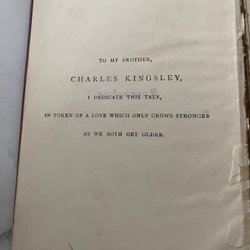 TO MY BROTHER,
CHARLES KINGSLEY,
I DEDICATE THIS TALE,
IN TOKEN OF A LOVE WHICH ONLY GROWS STRONGER
AS WE BOTH GET OLDER.